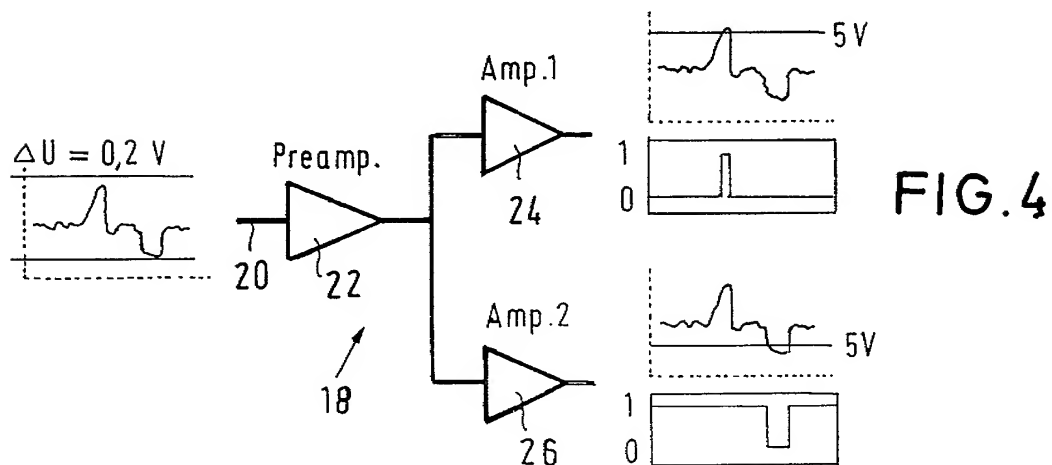 5V
Amp.1
Δ U = 0,2 V
Preamp.
1
0
24
FIG.4
20
22
18
Amp.2
5V
26
1
0